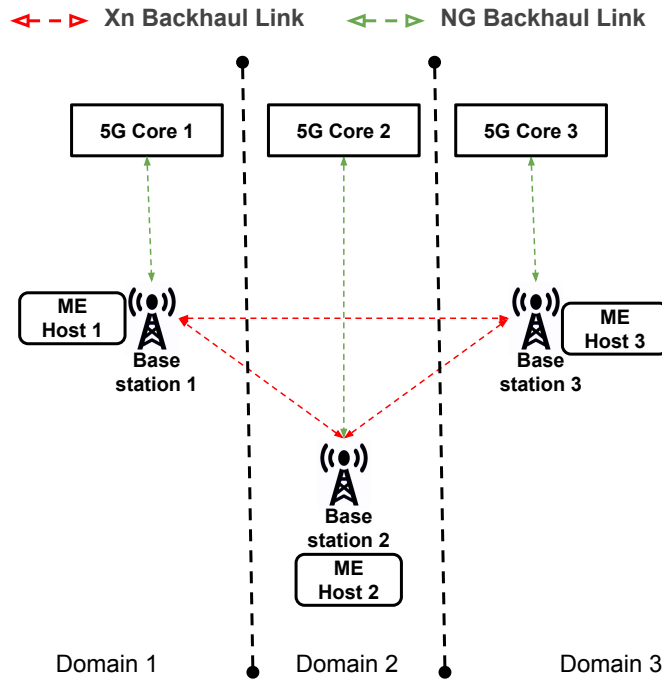 Xn Backhaul Link
NG Backhaul Link
5G Core 1
5G Core 2
5G Core 3
ME
Host 1
Base
station 1
ME
Host 3
Base
station 3
Base
station 2
ME
Host 2
Domain 1
Domain 2
Domain 3